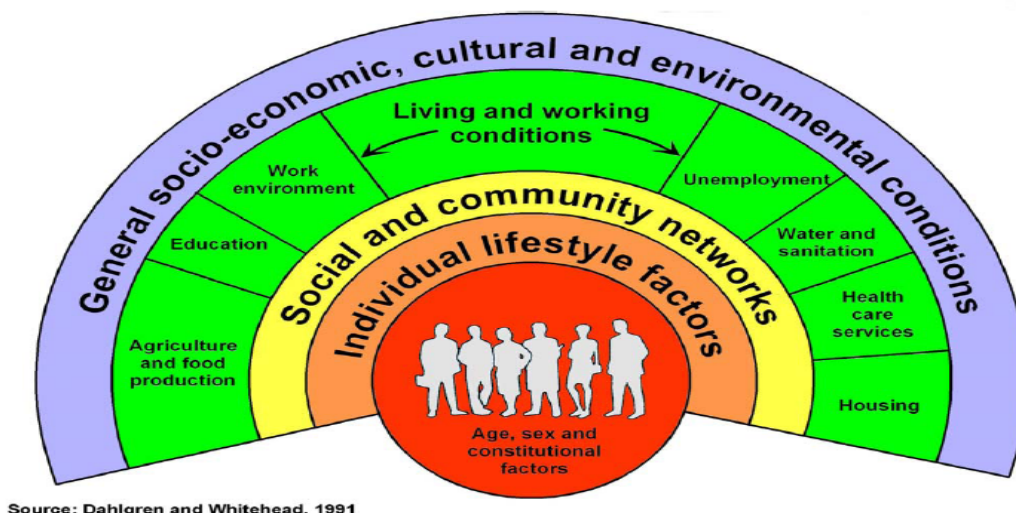 General socio-economic, cultural and environmental conditions
Living and working
conditions
Work
environment
Unemployment
Education
Water and
sanitation
Agriculture
and food
production
Health
care
services
Housing
Social and community networks
Individual lifestyle factors
Age, sex and
constitutional
factors
Source: Dahlgren and Whitehead, 1991